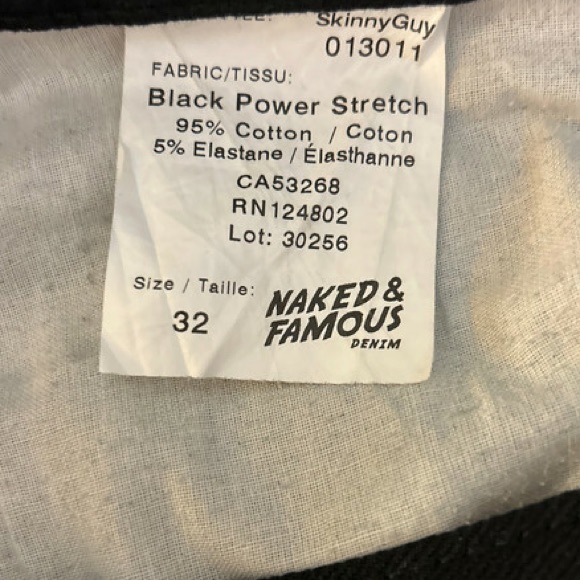 SkinnyGuy
013011
FABRIC/TISSU:
Black Power Stretch
95% Cotton / Coton
5% Elastane / Élasthanne
CA53268
RN124802
Lot: 30256
Size / Taille:
32
NAKED &
FAMOUS
DENIM